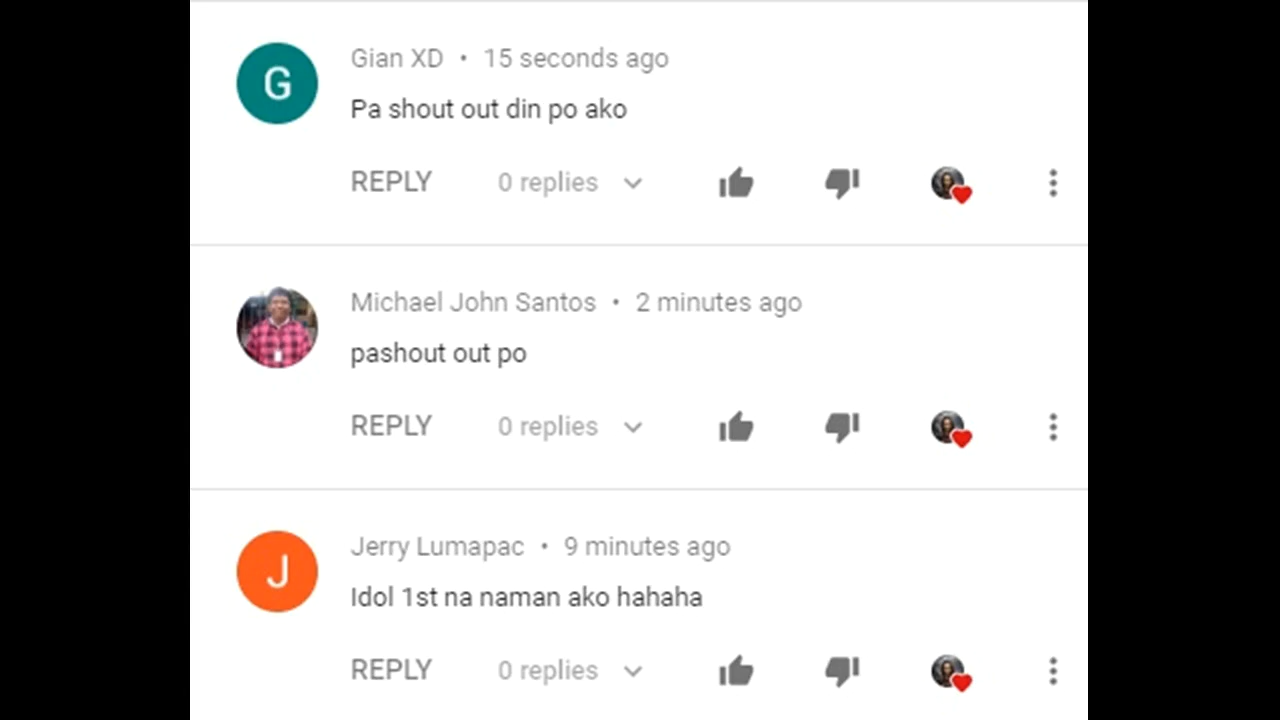 G
Gian XD • 15 seconds ago
Pa shout out din po ako
REPLY 0 replies
Michael John Santos • 2 minutes ago
pashout out po
REPLY 0 replies
J
Jerry Lumapac • 9 minutes ago
Idol 1st na naman ako hahaha
REPLY 0 replies